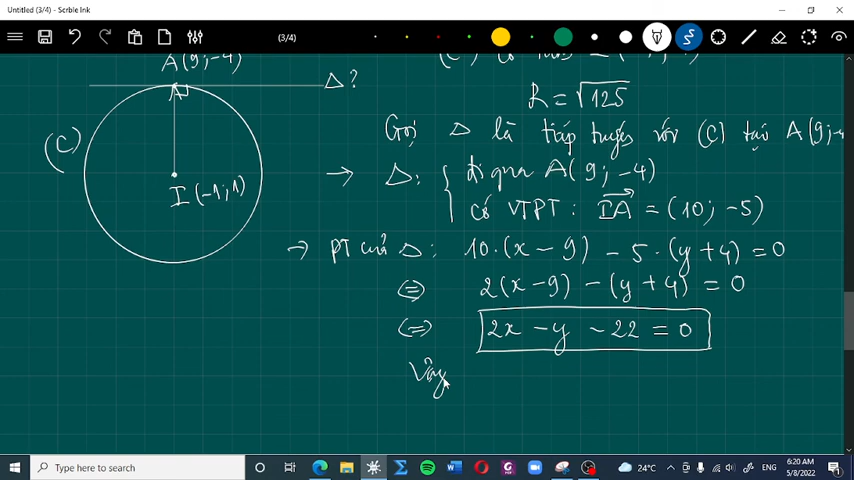 Untitled (3/4) - Scrble Ink
(3/4)
A(9;-4)
Δ?
(C)
I(-1;1)
R = √125
Gọi Δ là tiếp tuyến với (C) tại A(9;-4
→ Δ: đi qua A(9;-4)
có VTPT: IA = (10;-5)
→ PT của Δ: 10.(x-9) - 5.(y+4) = 0
⇔ 2(x-9) - (y+4) = 0
⇔ 2x - y - 22 = 0
Vậy
Type here to search
24°C
ENG
6:20 AM
5/8/2022